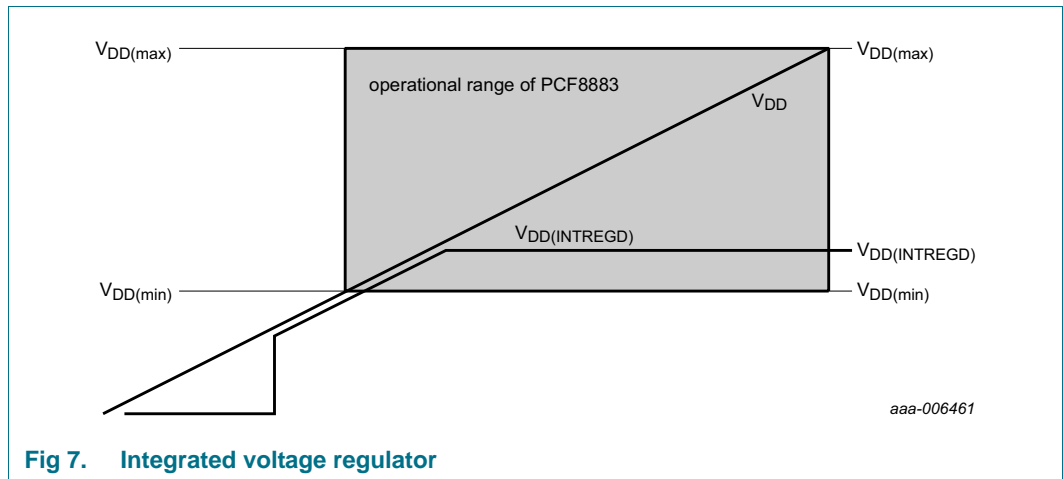 VDD(max)
VDD(max)
operational range of PCF8883
VDD
VDD(INTREGD)
VDD(INTREGD)
VDD(min)
VDD(min)
aaa-006461
Fig 7. Integrated voltage regulator